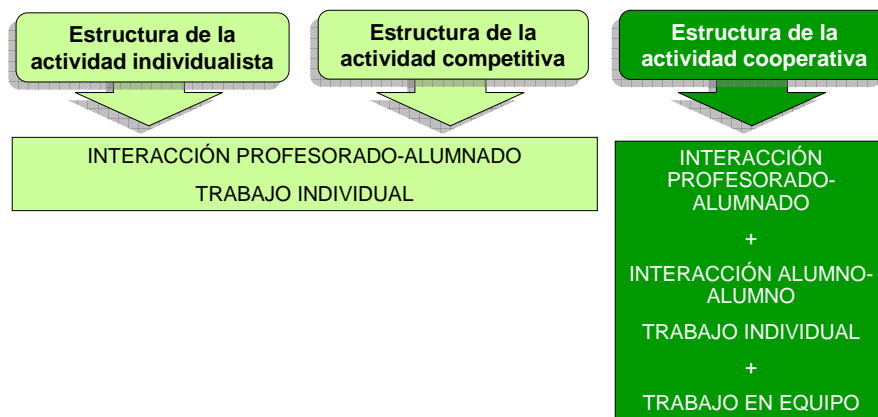 Estructura de la
actividad individualista
Estructura de la
actividad competitiva
Estructura de la
actividad cooperativa
INTERACCIÓN PROFESORADO-ALUMNADO
TRABAJO INDIVIDUAL
INTERACCIÓN
PROFESORADO-
ALUMNADO
+
INTERACCIÓN ALUMNO-
ALUMNO
TRABAJO INDIVIDUAL
+
TRABAJO EN EQUIPO